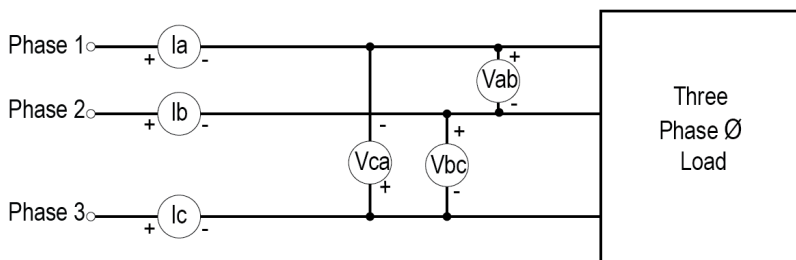 Phase 1
+ Ia -
+
Vab
-
Phase 2
+ Ib -
-
Vca
+
+
Vbc
-
Phase 3
+ Ic -
Three
Phase Ø
Load